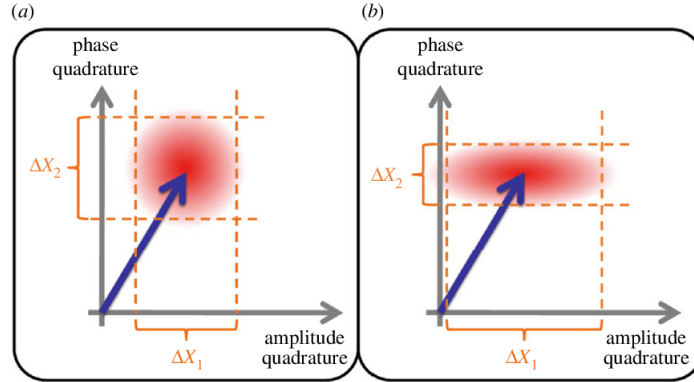 (a)
phase
quadrature
ΔX2
ΔX1
amplitude
quadrature
(b)
phase
quadrature
ΔX2
ΔX1
amplitude
quadrature